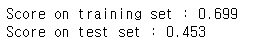 Score on training set : 0.699
Score on test set : 0.453